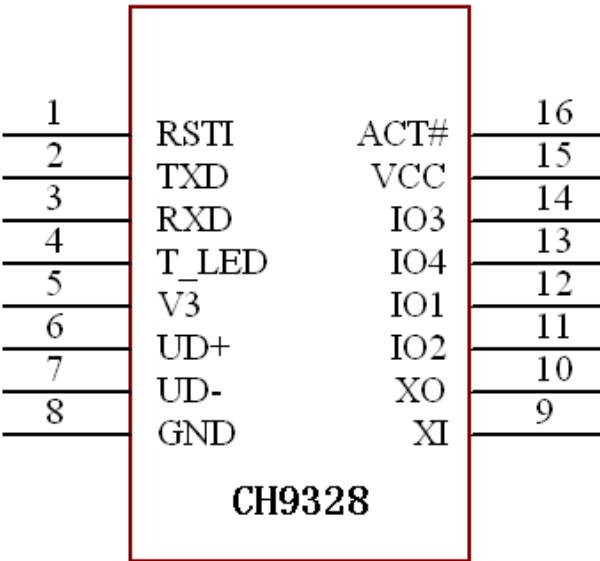 1 RSTI ACT# 16
2 TXD VCC 15
3 RXD IO3 14
4 T_LED IO4 13
5 V3 IO1 12
6 UD+ IO2 11
7 UD- XO 10
8 GND XI 9
CH9328